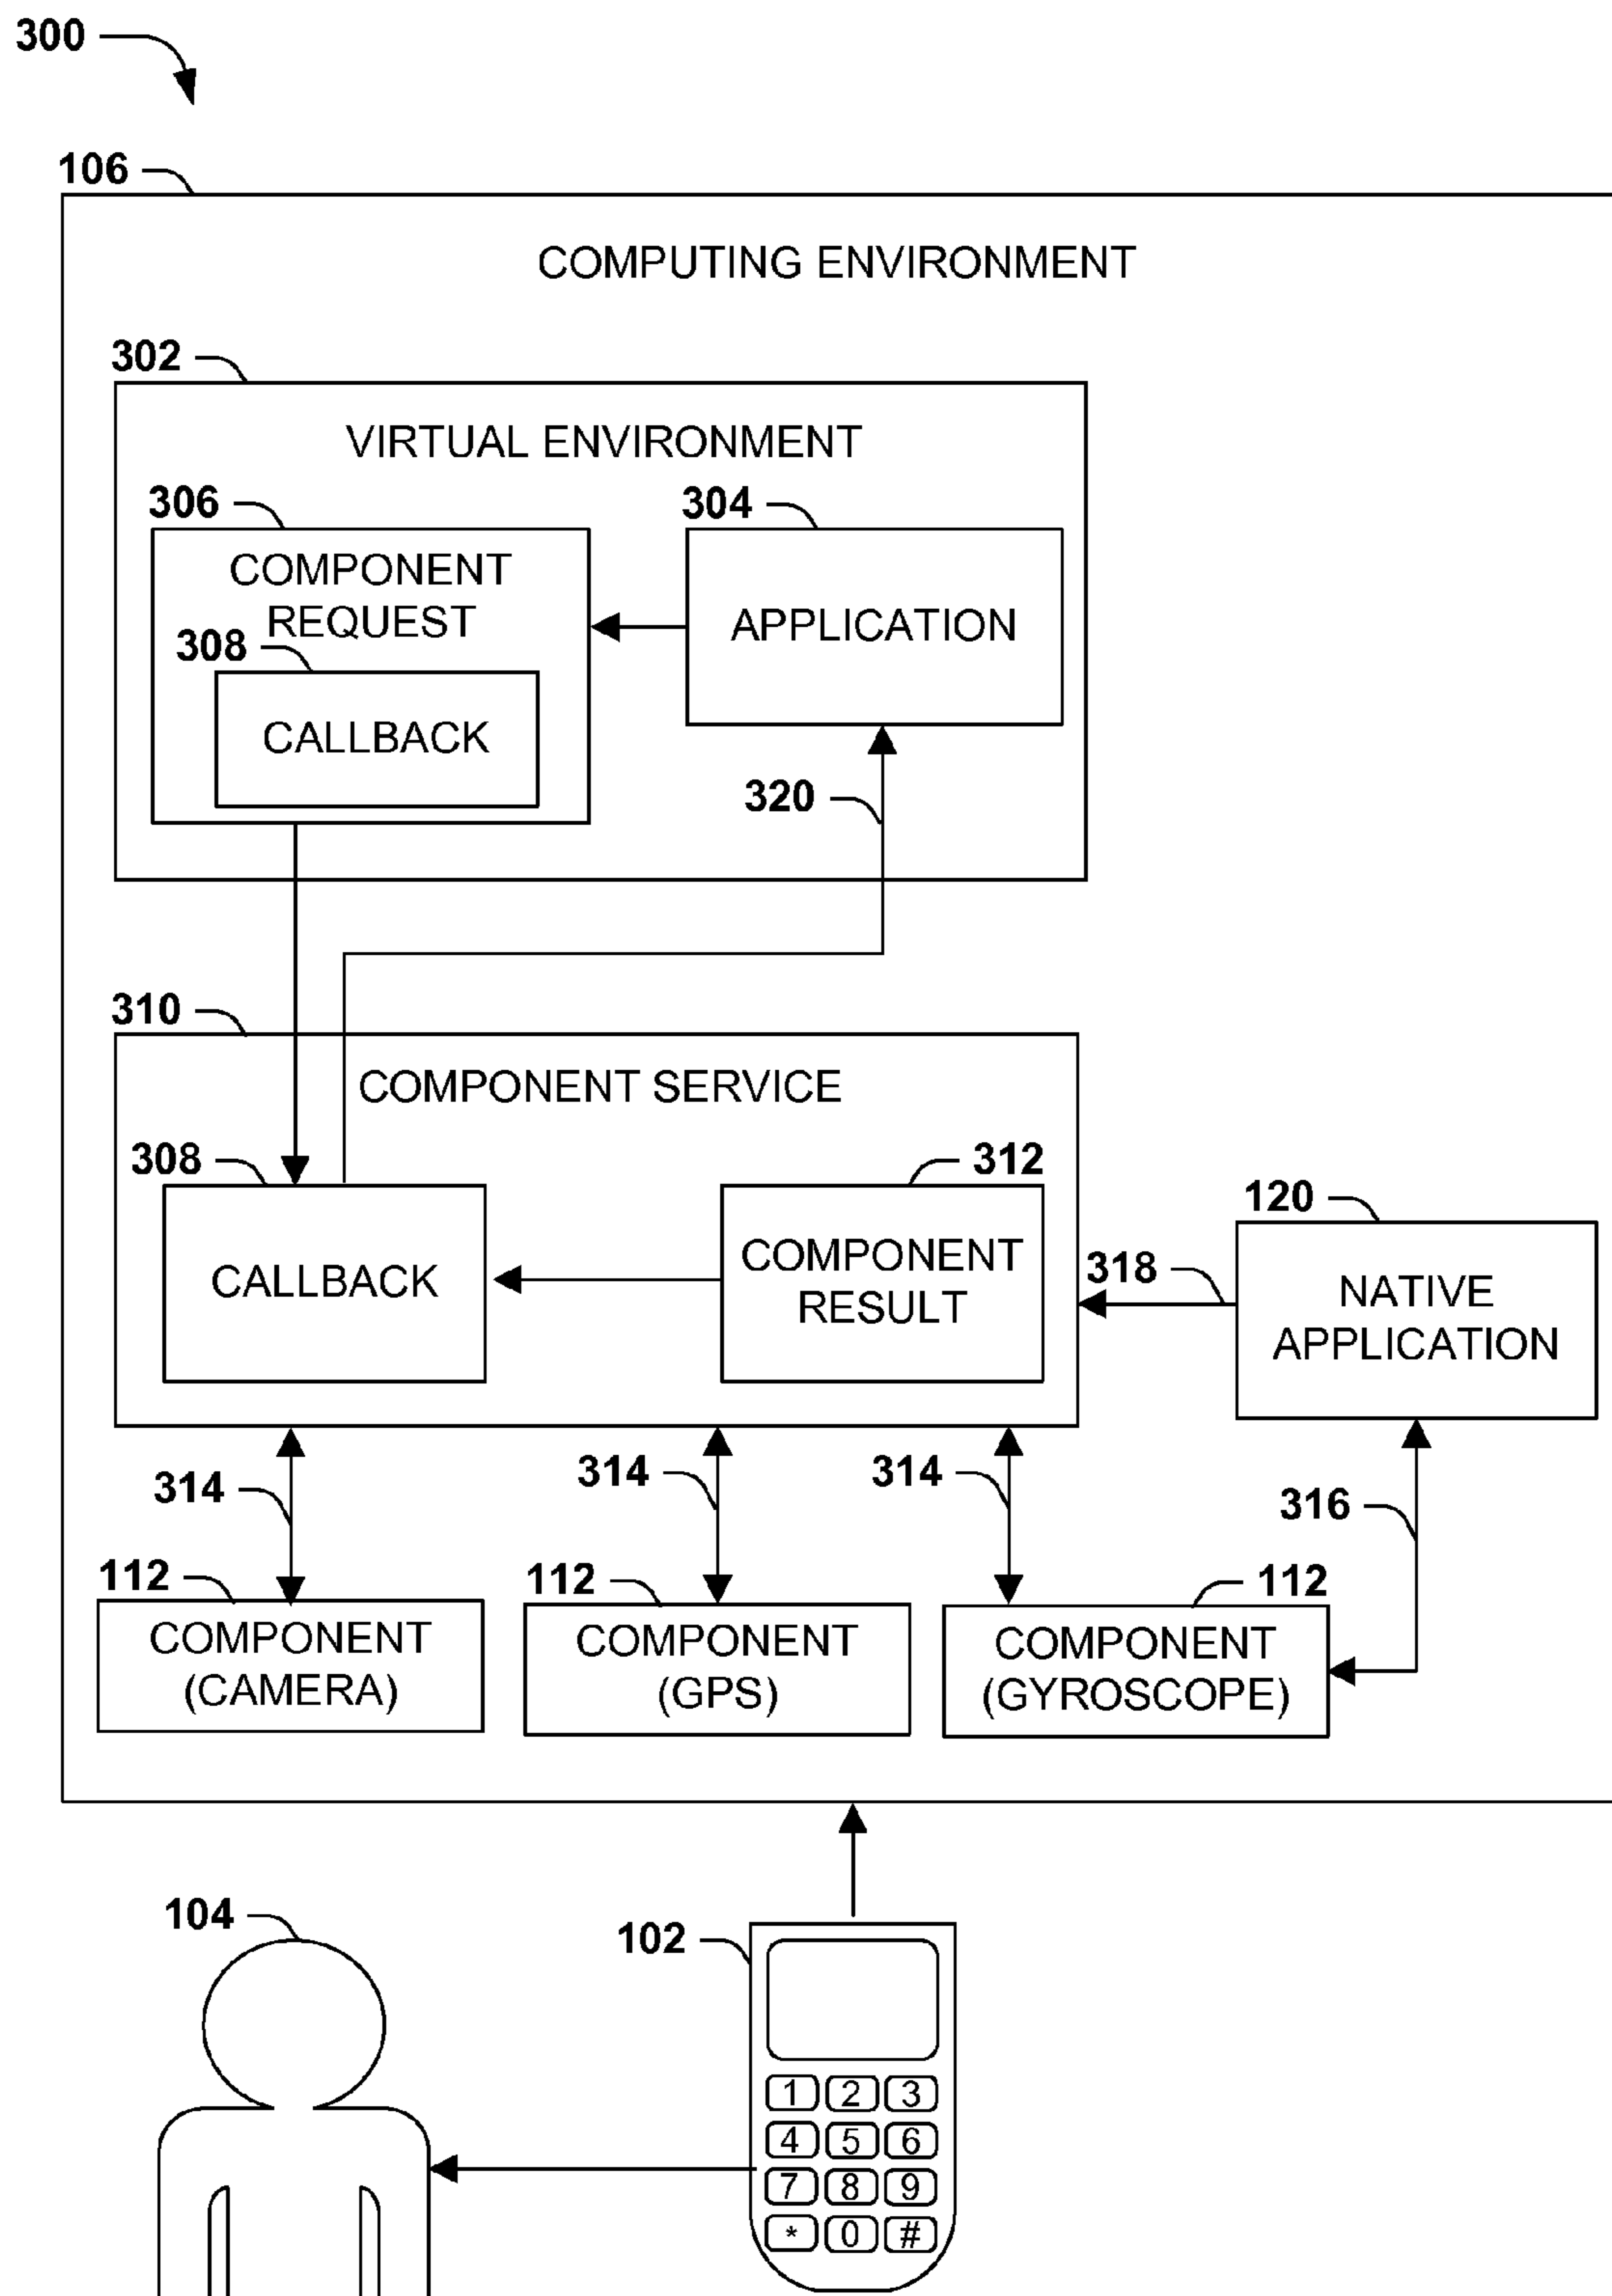 300
106
COMPUTING ENVIRONMENT
302
VIRTUAL ENVIRONMENT
306
304
COMPONENT
REQUEST
APPLICATION
308
CALLBACK
320
310
COMPONENT SERVICE
308
312
120
CALLBACK
COMPONENT
RESULT
318
NATIVE
APPLICATION
314
314
314
316
112
112
112
COMPONENT
(CAMERA)
COMPONENT
(GPS)
COMPONENT
(GYROSCOPE)
104
102
1 2 3
4 5 6
7 8 9
* 0 #